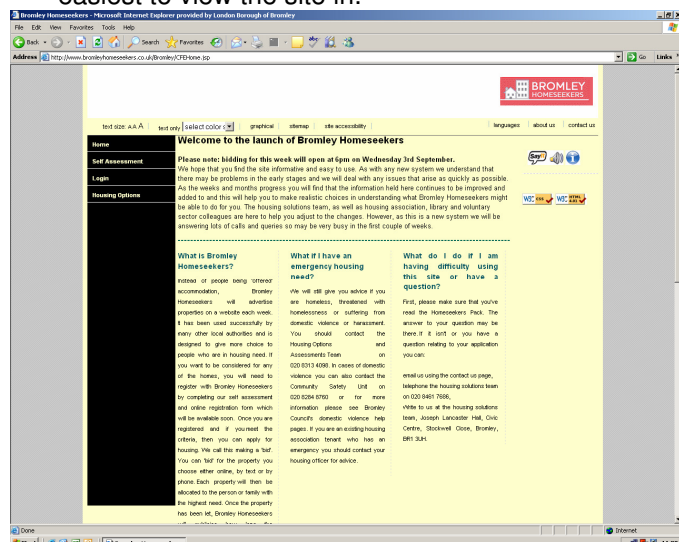 easiest to view the site in.
Bromley Homeseekers - Microsoft Internet Explorer provided by London Borough of Bromley
File Edit View Favorites Tools Help
Back Search Favorites
Address http://www.bromleyhomeseekers.co.uk/Bromley/CFEHome.jsp Go Links
BROMLEY
HOMESEEKERS
text size: A A A text only select color s graphical sitemap site accessibility languages about us contact us
Home
Self Assessment
Login
Housing Options
Welcome to the launch of Bromley Homeseekers
Please note: bidding for this week will open at 6pm on Wednesday 3rd September.
We hope that you find the site informative and easy to use. As with any new system we understand that
there may be problems in the early stages and we will deal with any issues that arise as quickly as possible.
As the weeks and months progress you will find that the information held here continues to be improved and
added to and this will help you to make realistic choices in understanding what Bromley Homeseekers might
be able to do for you. The housing solutions team, as well as housing association, library and voluntary
sector colleagues are here to help you adjust to the changes. However, as this is a new system we will be
answering lots of calls and queries so may be very busy in the first couple of weeks.
Say
W3C css
W3C HTML
What is Bromley
Homeseekers?
Instead of people being 'offered'
accommodation, Bromley
Homeseekers will advertise
properties on a website each week.
It has been used successfully by
many other local authorities and is
designed to give more choice to
people who are in housing need. If
you want to be considered for any
of the homes, you will need to
register with Bromley Homeseekers
by completing our self assessment
and online registration form which
will be available soon. Once you are
registered and if you meet the
criteria, then you can apply for
housing. We call this making a 'bid'.
You can 'bid' for the property you
choose either online, by text or by
phone. Each property will then be
allocated to the person or family with
the highest need. Once the property
has been let, Bromley Homeseekers
What if I have an
emergency housing
need?
We will still give you advice if you
are homeless, threatened with
homelessness or suffering from
domestic violence or harassment.
You should contact the
Housing Options and
Assessments Team on
020 8313 4098. In cases of domestic
violence you can also contact the
Community Safety Unit on
020 8284 8760 or for more
information please see Bromley
Council's domestic violence help
pages. If you are an existing housing
association tenant who has an
emergency you should contact your
housing officer for advice.
What do I do if I am
having difficulty using
this site or have a
question?
First, please make sure that you've
read the Homeseekers Pack. The
answer to your question may be
there. If it isn't or you have a
question relating to your application
you can:
email us using the contact us page,
telephone the housing solutions team
on 020 8461 7686,
Write to us at the housing solutions
team, Joseph Lancaster Hall, Civic
Centre, Stockwell Close, Bromley,
BR1 3UH.
Done Internet